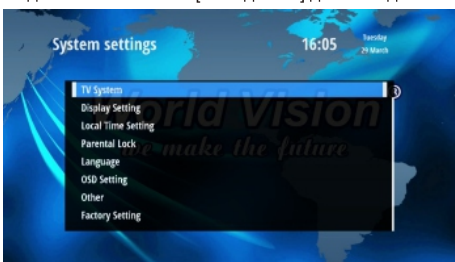 System settings
16:05
Tuesday
29 March
TV System
Display Setting
Local Time Setting
Parental Lock
Language
OSD Setting
Other
Factory Setting
World Vision
we make the future